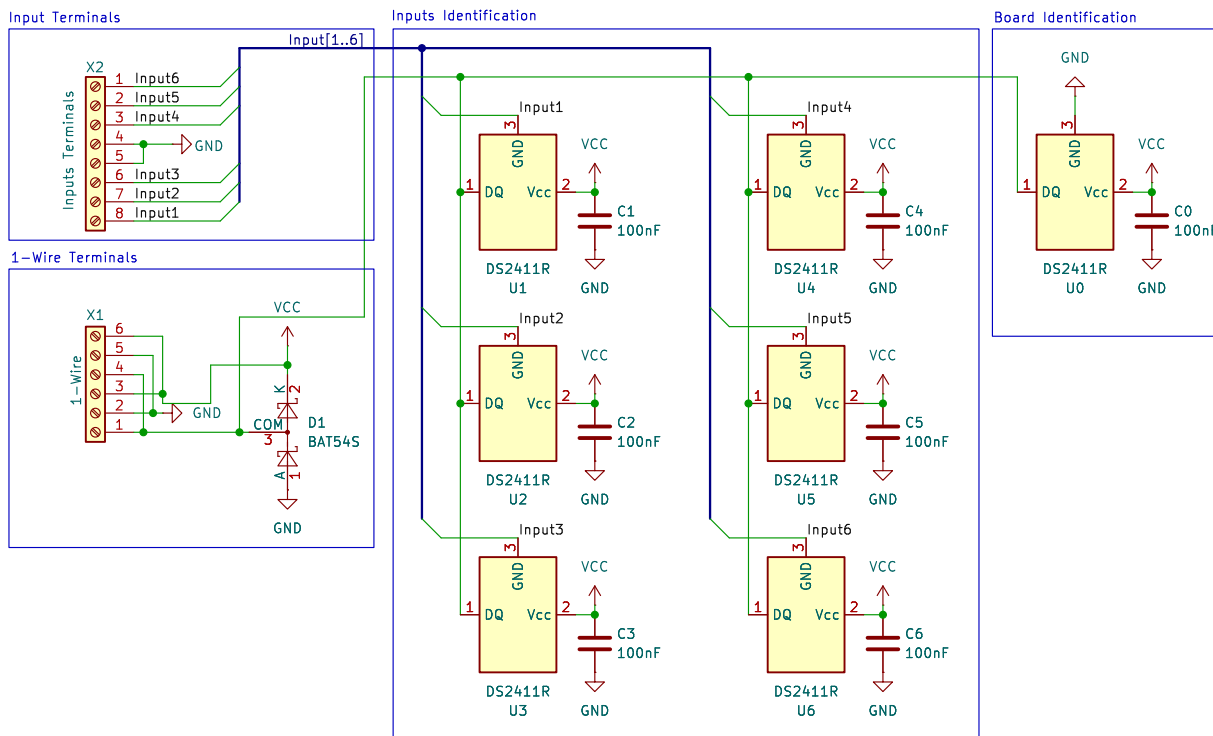 Input Terminals
X2
Inputs Terminals
1 Input6
2 Input5
3 Input4
4
GND
5
6 Input3
7 Input2
8 Input1
Input[1..6]
1-Wire Terminals
X1
1-Wire
6
5
4
3
2
1
GND
VCC
K
2
COM
3
D1
BAT54S
A
1
GND
Inputs Identification
Input1
3
GND
VCC
1
DQ
Vcc
2
C1
100nF
DS2411R
U1
GND
Input4
3
GND
VCC
1
DQ
Vcc
2
C4
100nF
DS2411R
U4
GND
Input2
3
GND
VCC
1
DQ
Vcc
2
C2
100nF
DS2411R
U2
GND
Input5
3
GND
VCC
1
DQ
Vcc
2
C5
100nF
DS2411R
U5
GND
Input3
3
GND
VCC
1
DQ
Vcc
2
C3
100nF
DS2411R
U3
GND
Input6
3
GND
VCC
1
DQ
Vcc
2
C6
100nF
DS2411R
U6
GND
Board Identification
GND
3
GND
VCC
1
DQ
Vcc
2
C0
100nF
DS2411R
U0
GND